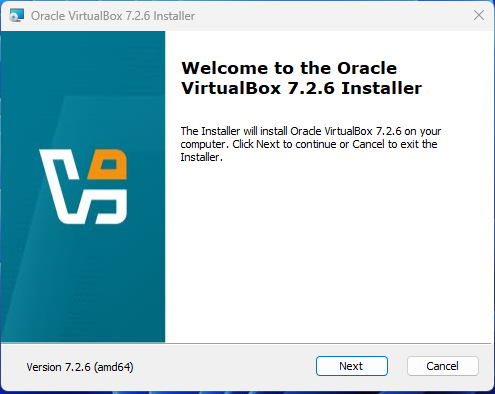 Oracle VirtualBox 7.2.6 Installer
Welcome to the Oracle
VirtualBox 7.2.6 Installer
The Installer will install Oracle VirtualBox 7.2.6 on your
computer. Click Next to continue or Cancel to exit the
Installer.
Version 7.2.6 (amd64)
Next
Cancel